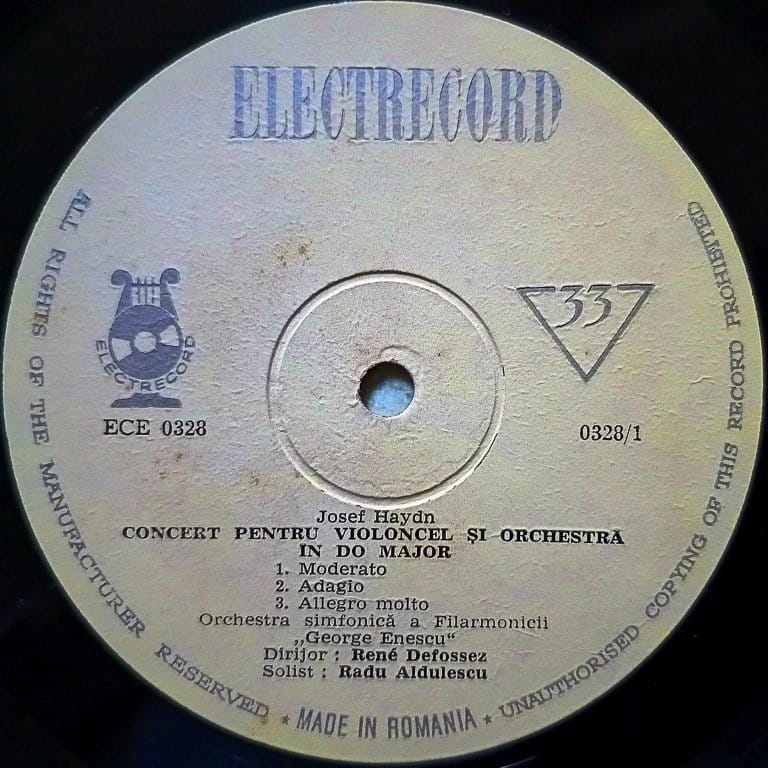 ELECTRECORD
ELECTRECORD
33
ECE 0328
0328/1
Josef Haydn
CONCERT PENTRU VIOLONCEL ȘI ORCHESTRĂ
IN DO MAJOR
1. Moderato
2. Adagio
3. Allegro molto
Orchestra simfonică a Filarmonicii
„George Enescu“
Dirijor : René Defossez
Solist : Radu Aldulescu
ALL RIGHTS OF THE MANUFACTURER RESERVED ★ MADE IN ROMANIA ★ UNAUTHORISED COPYING OF THIS RECORD PROHIBITED